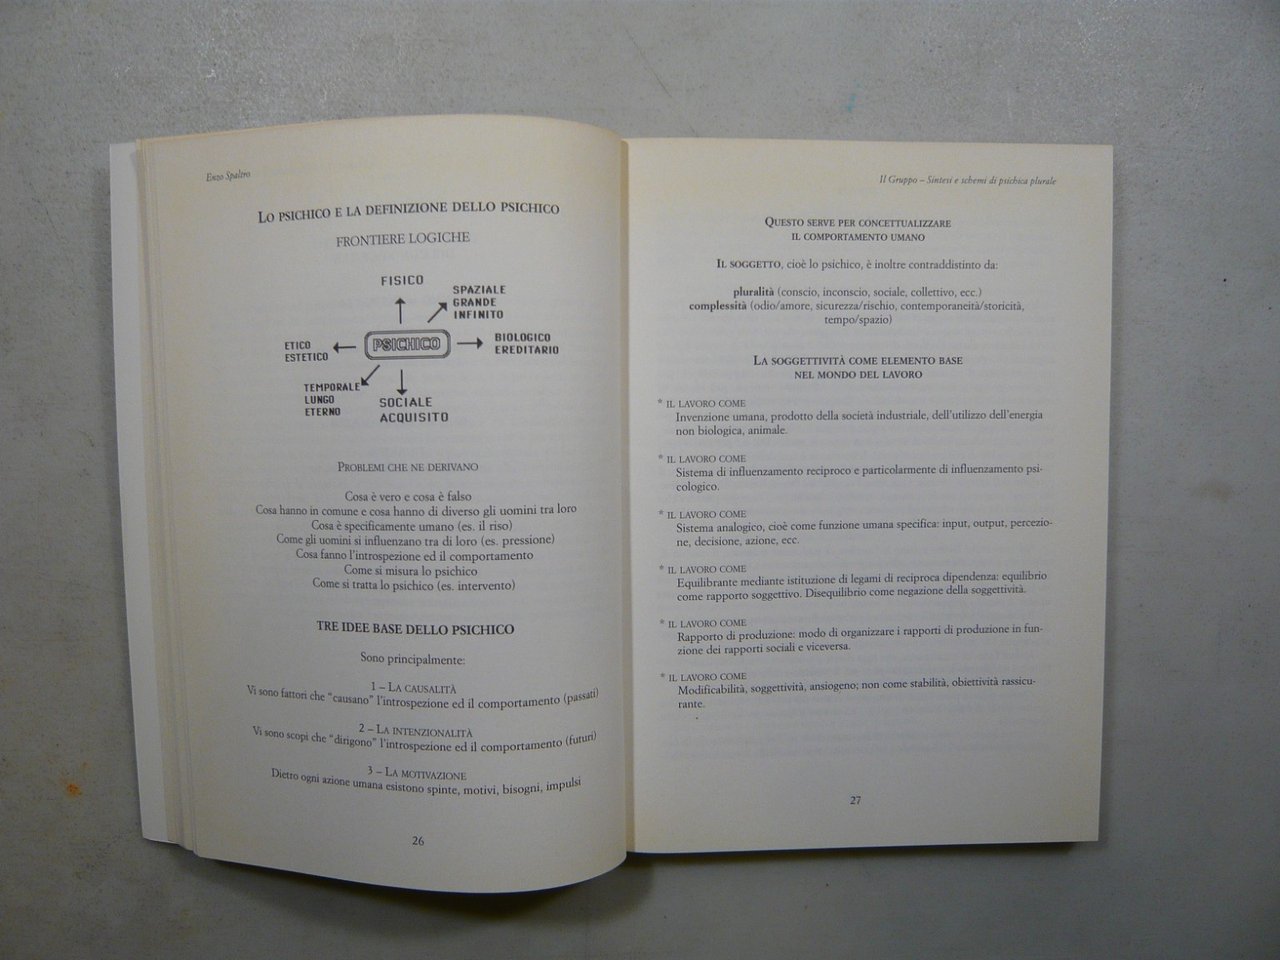 Enzo Spaltro
LO PSICHICO E LA DEFINIZIONE DELLO PSICHICO
FRONTIERE LOGICHE
FISICO
SPAZIALE
GRANDE
INFINITO
ETICO
ESTETICO
PSICHICO
BIOLOGICO
EREDITARIO
TEMPORALE
LUNGO
ETERNO
SOCIALE
ACQUISITO
PROBLEMI CHE NE DERIVANO
Cosa è vero e cosa è falso
Cosa hanno in comune e cosa hanno di diverso gli uomini tra loro
Cosa è specificamente umano (es. il riso)
Come gli uomini si influenzano tra di loro (es. pressione)
Cosa fanno l'introspezione ed il comportamento
Come si misura lo psichico
Come si tratta lo psichico (es. intervento)
TRE IDEE BASE DELLO PSICHICO
Sono principalmente:
1 – LA CAUSALITÀ
Vi sono fattori che "causano" l'introspezione ed il comportamento (passati)
2 – LA INTENZIONALITÀ
Vi sono scopi che "dirigono" l'introspezione ed il comportamento (futuri)
3 – LA MOTIVAZIONE
Dietro ogni azione umana esistono spinte, motivi, bisogni, impulsi
26
Il Gruppo – Sintesi e schemi di psichica plurale
QUESTO SERVE PER CONCETTUALIZZARE
IL COMPORTAMENTO UMANO
IL SOGGETTO, cioè lo psichico, è inoltre contraddistinto da:
pluralità (conscio, inconscio, sociale, collettivo, ecc.)
complessità (odio/amore, sicurezza/rischio, contemporaneità/storicità,
tempo/spazio)
LA SOGGETTIVITÀ COME ELEMENTO BASE
NEL MONDO DEL LAVORO
* IL LAVORO COME
Invenzione umana, prodotto della società industriale, dell'utilizzo dell'energia
non biologica, animale.
* IL LAVORO COME
Sistema di influenzamento reciproco e particolarmente di influenzamento psi-
cologico.
* IL LAVORO COME
Sistema analogico, cioè come funzione umana specifica: input, output, percezio-
ne, decisione, azione, ecc.
* IL LAVORO COME
Equilibrante mediante istituzione di legami di reciproca dipendenza: equilibrio
come rapporto soggettivo. Disequilibrio come negazione della soggettività.
* IL LAVORO COME
Rapporto di produzione: modo di organizzare i rapporti di produzione in fun-
zione dei rapporti sociali e viceversa.
* IL LAVORO COME
Modificabilità, soggettività, ansiogeno; non come stabilità, obiettività rassicu-
rante.
27